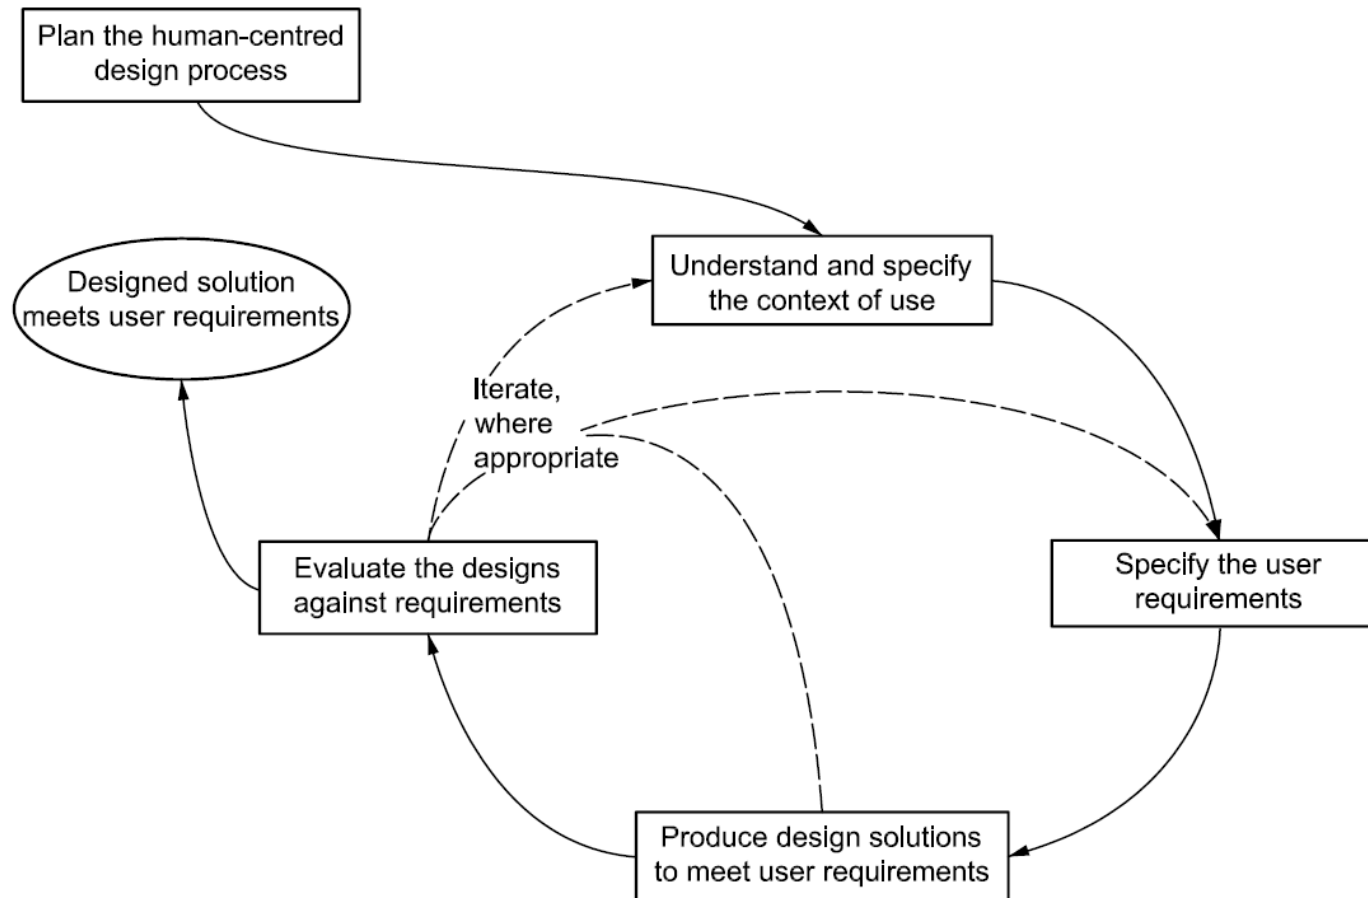 Plan the human-centred
design process
Designed solution
meets user requirements
Understand and specify
the context of use
Iterate,
where
appropriate
Evaluate the designs
against requirements
Specify the user
requirements
Produce design solutions
to meet user requirements